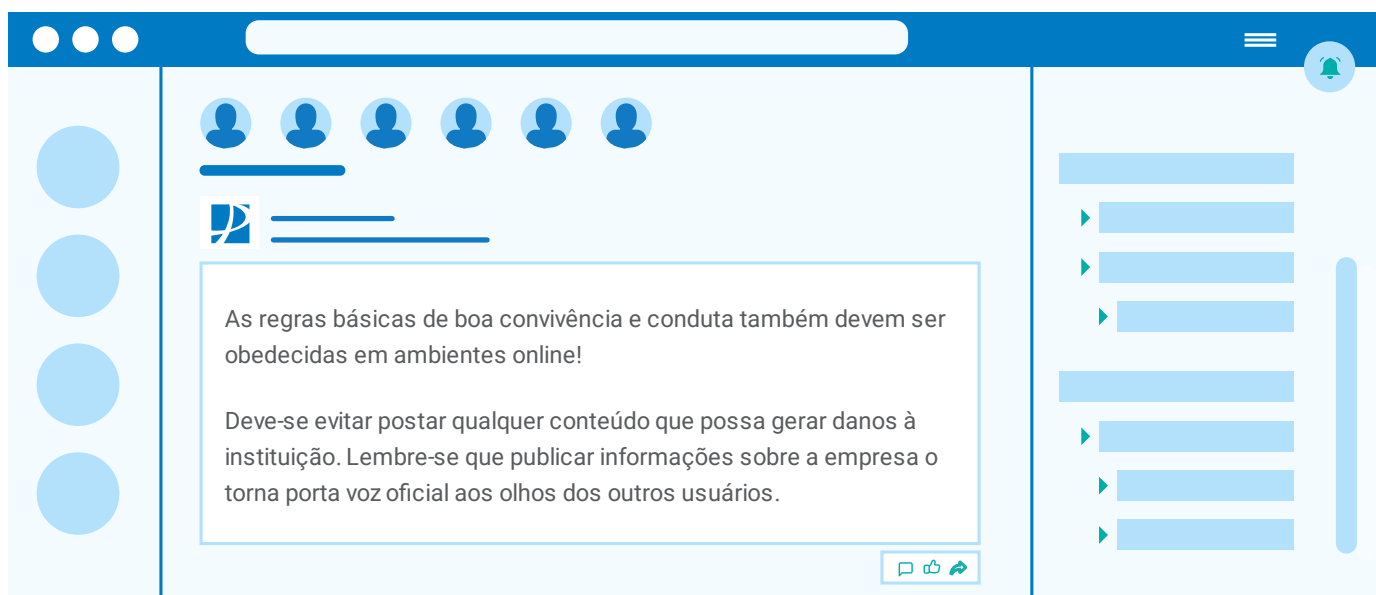 As regras básicas de boa convivência e conduta também devem ser
obedecidas em ambientes online!
Deve-se evitar postar qualquer conteúdo que possa gerar danos à
instituição. Lembre-se que publicar informações sobre a empresa o
torna porta voz oficial aos olhos dos outros usuários.